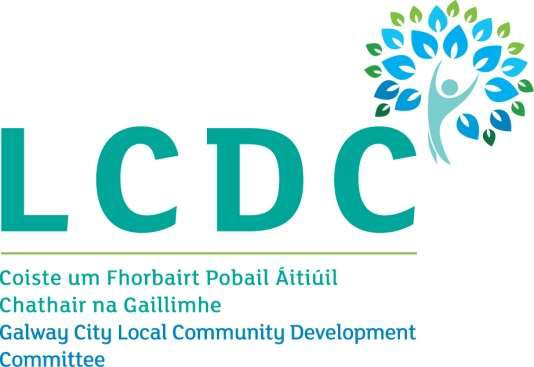 LCDC
Coiste um Fhorbairt Pobail Áitiúil
Chathair na Gaillimhe
Galway City Local Community Development
Committee